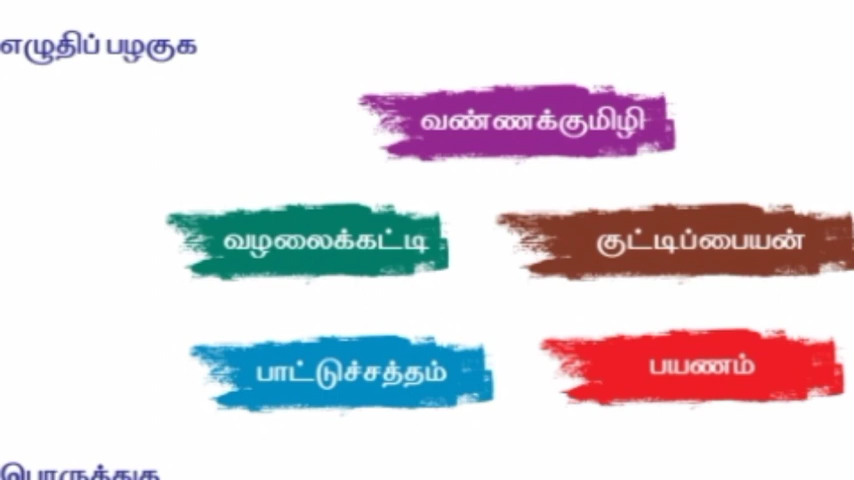 எழுதிப் பழகுக
வண்ணக்குமிழி
வழலைக்கட்டி
குட்டிப்பையன்
பாட்டுச்சத்தம்
பயணம்
பொருத்துக